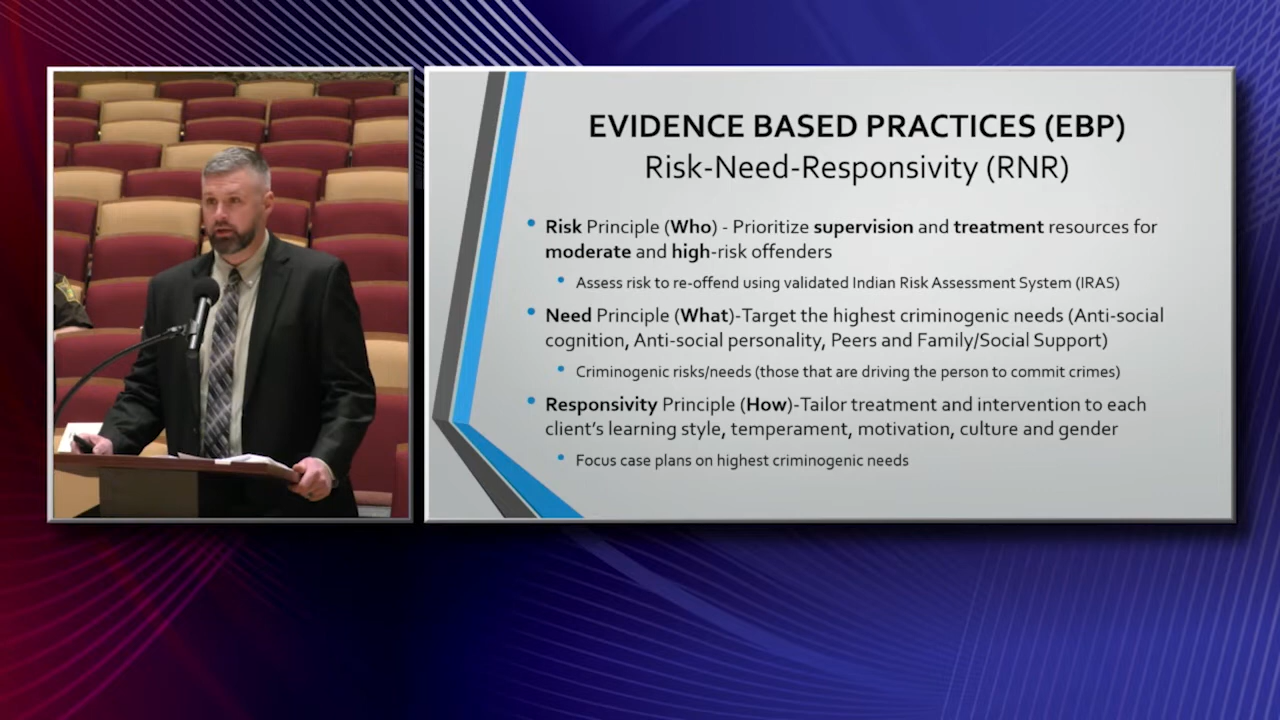 EVIDENCE BASED PRACTICES (EBP)
Risk-Need-Responsivity (RNR)
• Risk Principle (Who) - Prioritize supervision and treatment resources for
moderate and high-risk offenders
• Assess risk to re-offend using validated Indian Risk Assessment System (IRAS)
• Need Principle (What)-Target the highest criminogenic needs (Anti-social
cognition, Anti-social personality, Peers and Family/Social Support)
• Criminogenic risks/needs (those that are driving the person to commit crimes)
• Responsivity Principle (How)-Tailor treatment and intervention to each
client's learning style, temperament, motivation, culture and gender
• Focus case plans on highest criminogenic needs